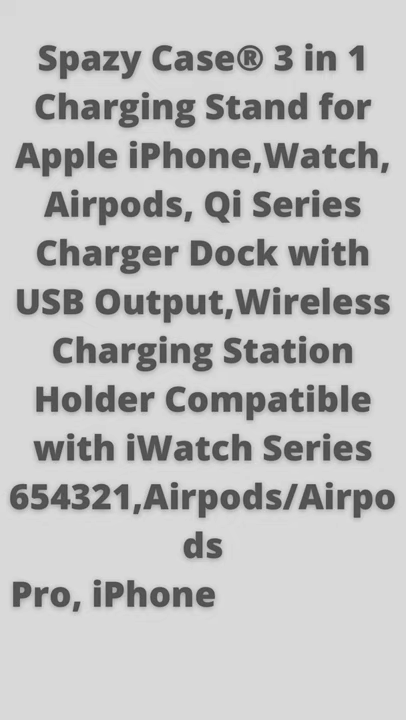 Spazy Case® 3 in 1
Charging Stand for
Apple iPhone,Watch,
Airpods, Qi Series
Charger Dock with
USB Output,Wireless
Charging Station
Holder Compatible
with iWatch Series
654321,Airpods/Airpo
ds
Pro, iPhone